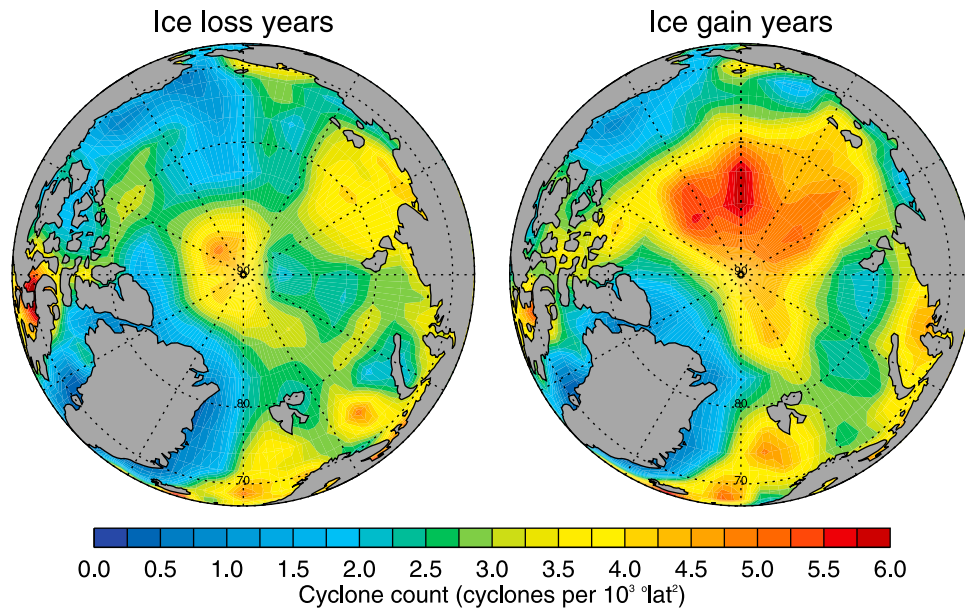 Ice loss years
Ice gain years
80
70
80
70
0.0 0.5 1.0 1.5 2.0 2.5 3.0 3.5 4.0 4.5 5.0 5.5 6.0
Cyclone count (cyclones per 10³ °lat²)